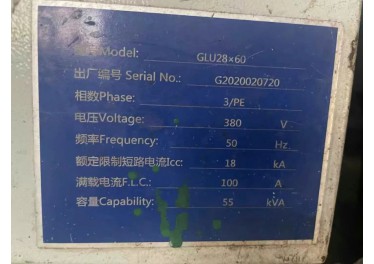 Model: GLU28×60
出厂编号 Serial No.: G2020020720
相数Phase: 3/PE
电压Voltage: 380 V
频率Frequency: 50 Hz
额定限制短路电流Icc: 18 kA
满载电流F.L.C.: 100 A
容量Capability: 55 kVA